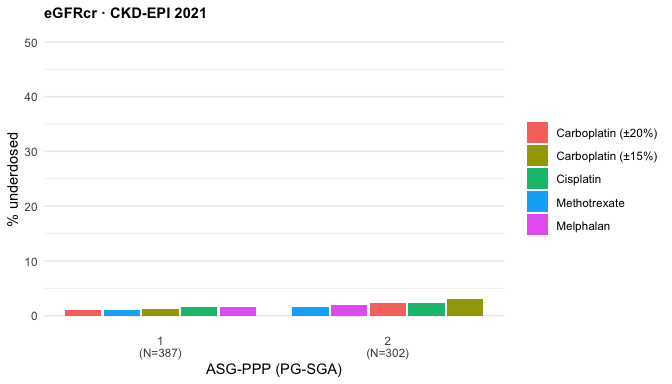 eGFRcr · CKD-EPI 2021
50
40
30
20
10
0
% underdosed
1
(N=387)
2
(N=302)
ASG-PPP (PG-SGA)
Carboplatin (±20%)
Carboplatin (±15%)
Cisplatin
Methotrexate
Melphalan